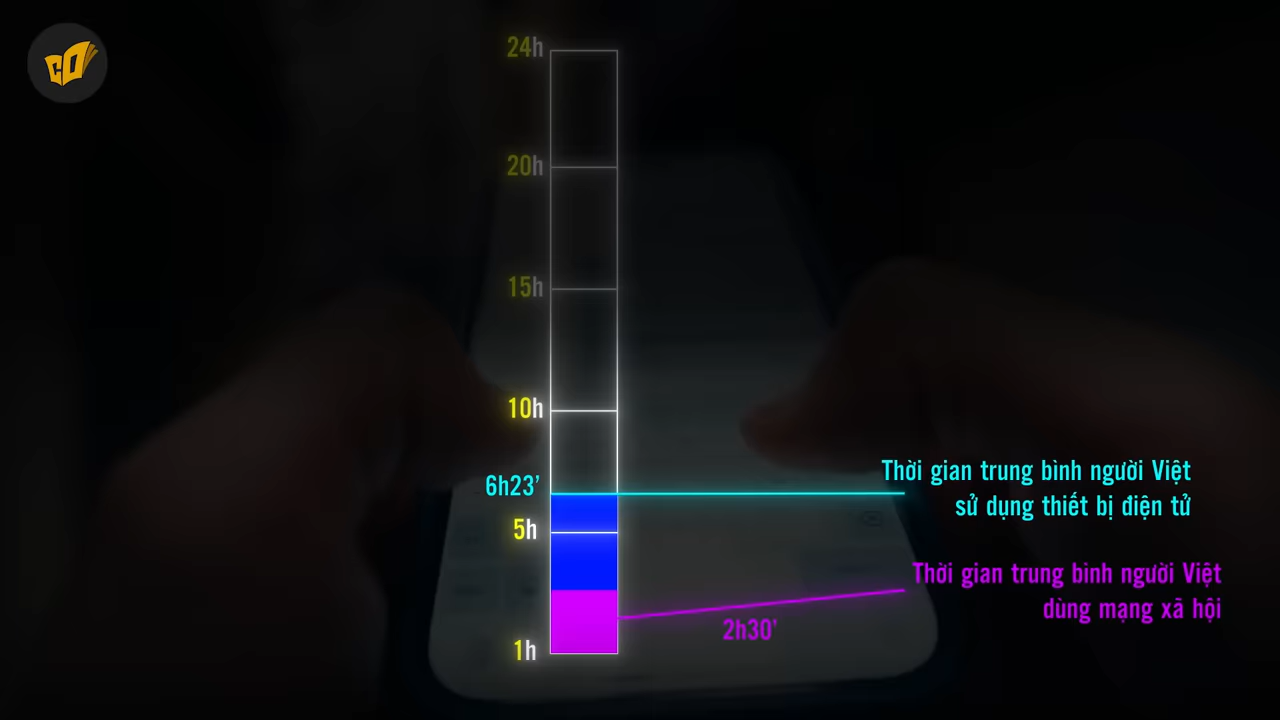 24h
20h
15h
10h
6h23’
5h
1h
Thời gian trung bình người Việt
sử dụng thiết bị điện tử
Thời gian trung bình người Việt
dùng mạng xã hội
2h30’